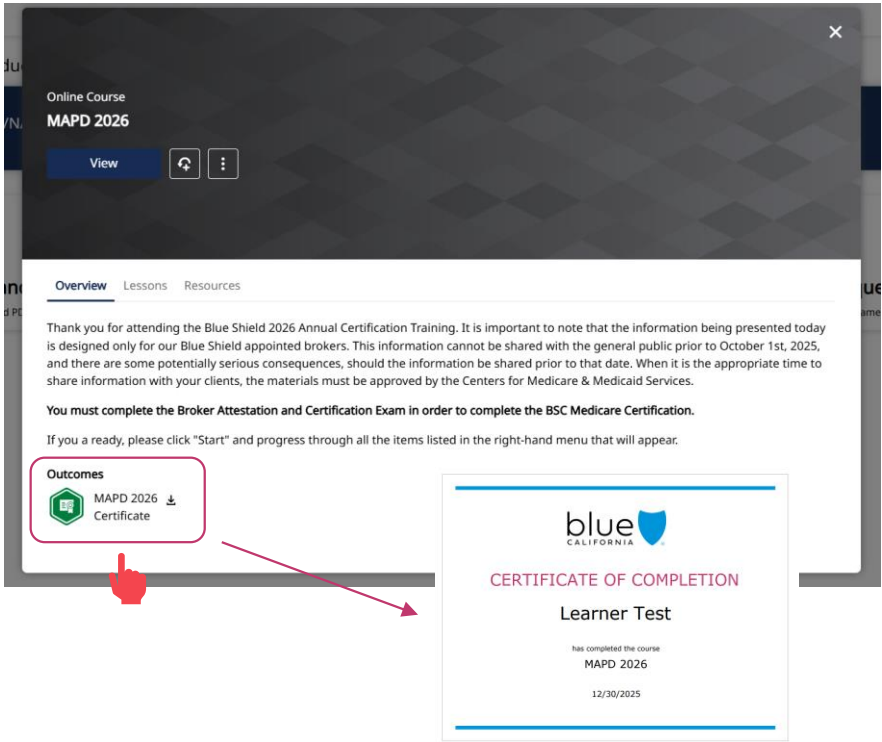 Online Course
MAPD 2026
View
Overview Lessons Resources
Thank you for attending the Blue Shield 2026 Annual Certification Training. It is important to note that the information being presented today
is designed only for our Blue Shield appointed brokers. This information cannot be shared with the general public prior to October 1st, 2025,
and there are some potentially serious consequences, should the information be shared prior to that date. When it is the appropriate time to
share information with your clients, the materials must be approved by the Centers for Medicare & Medicaid Services.
You must complete the Broker Attestation and Certification Exam in order to complete the BSC Medicare Certification.
If you a ready, please click "Start" and progress through all the items listed in the right-hand menu that will appear.
Outcomes
MAPD 2026
Certificate
blue
CALIFORNIA
CERTIFICATE OF COMPLETION
Learner Test
has completed the course
MAPD 2026
12/30/2025